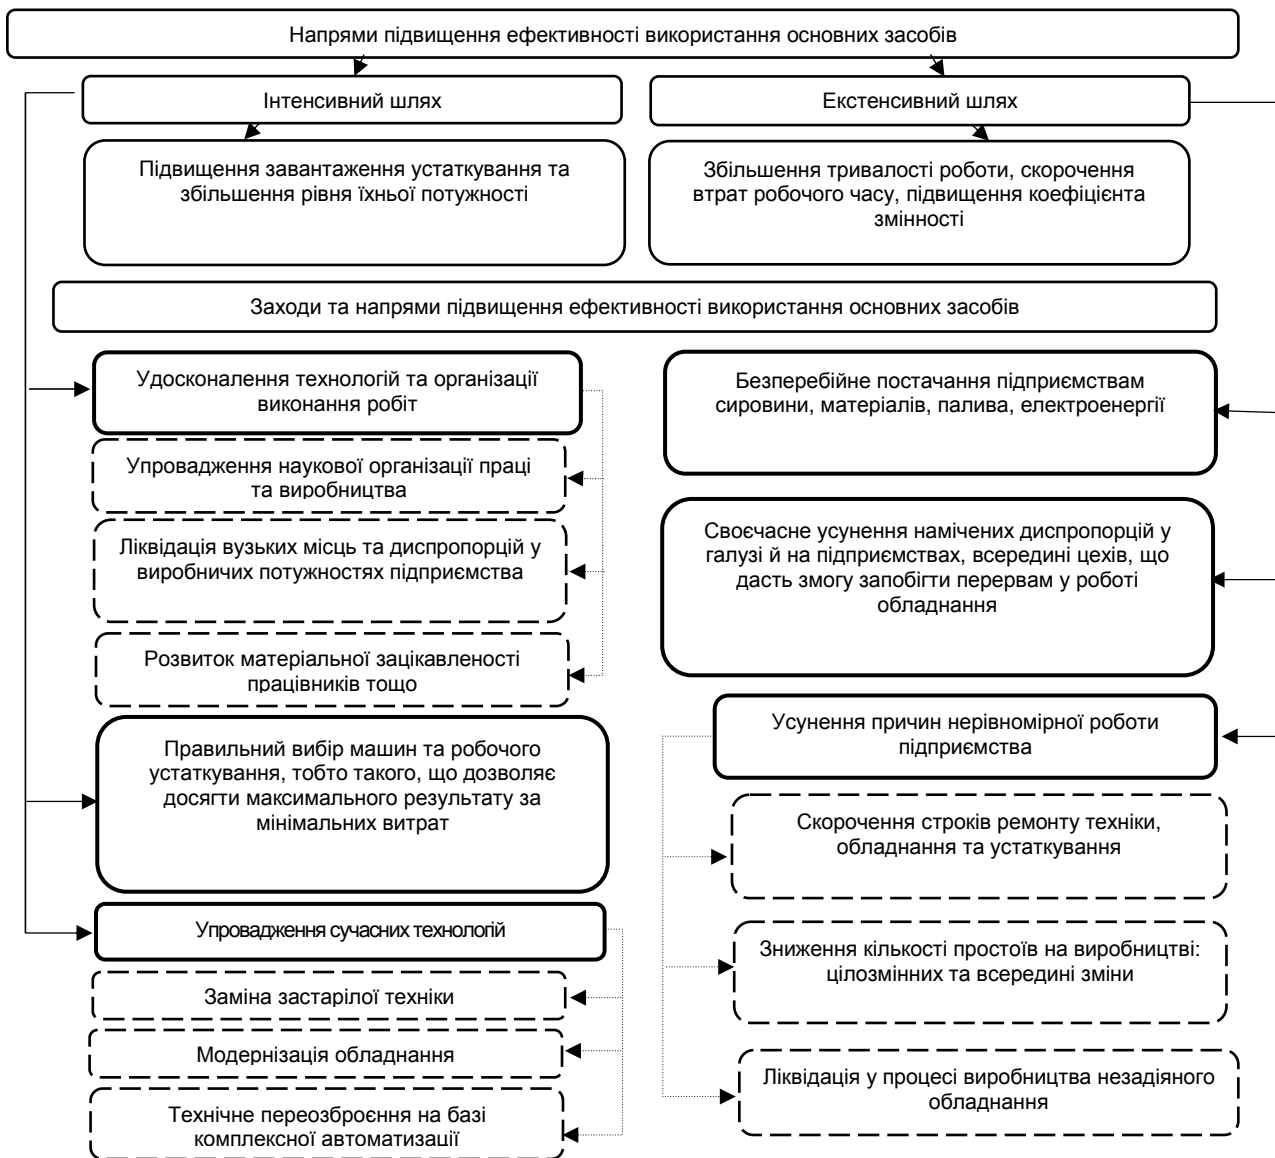 Напрями підвищення ефективності використання основних засобів
Інтенсивний шлях
Екстенсивний шлях
Підвищення завантаження устаткування та
збільшення рівня їхньої потужності
Збільшення тривалості роботи, скорочення
втрат робочого часу, підвищення коефіцієнта
змінності
Заходи та напрями підвищення ефективності використання основних засобів
Удосконалення технологій та організації
виконання робіт
Упровадження наукової організації праці
та виробництва
Ліквідація вузьких місць та диспропорцій у
виробничих потужностях підприємства
Розвиток матеріальної зацікавленості
працівників тощо
Правильний вибір машин та робочого
устаткування, тобто такого, що дозволяє
досягти максимального результату за
мінімальних витрат
Упровадження сучасних технологій
Заміна застарілої техніки
Модернізація обладнання
Технічне переозброєння на базі
комплексної автоматизації
Безперебійне постачання підприємствам
сировини, матеріалів, палива, електроенергії
Своєчасне усунення намічених диспропорцій у
галузі й на підприємствах, всередині цехів, що
дасть змогу запобігти перервам у роботі
обладнання
Усунення причин нерівномірної роботи
підприємства
Скорочення строків ремонту техніки,
обладнання та устаткування
Зниження кількості простоїв на виробництві:
цілозмінних та всередині зміни
Ліквідація у процесі виробництва незадіяного
обладнання